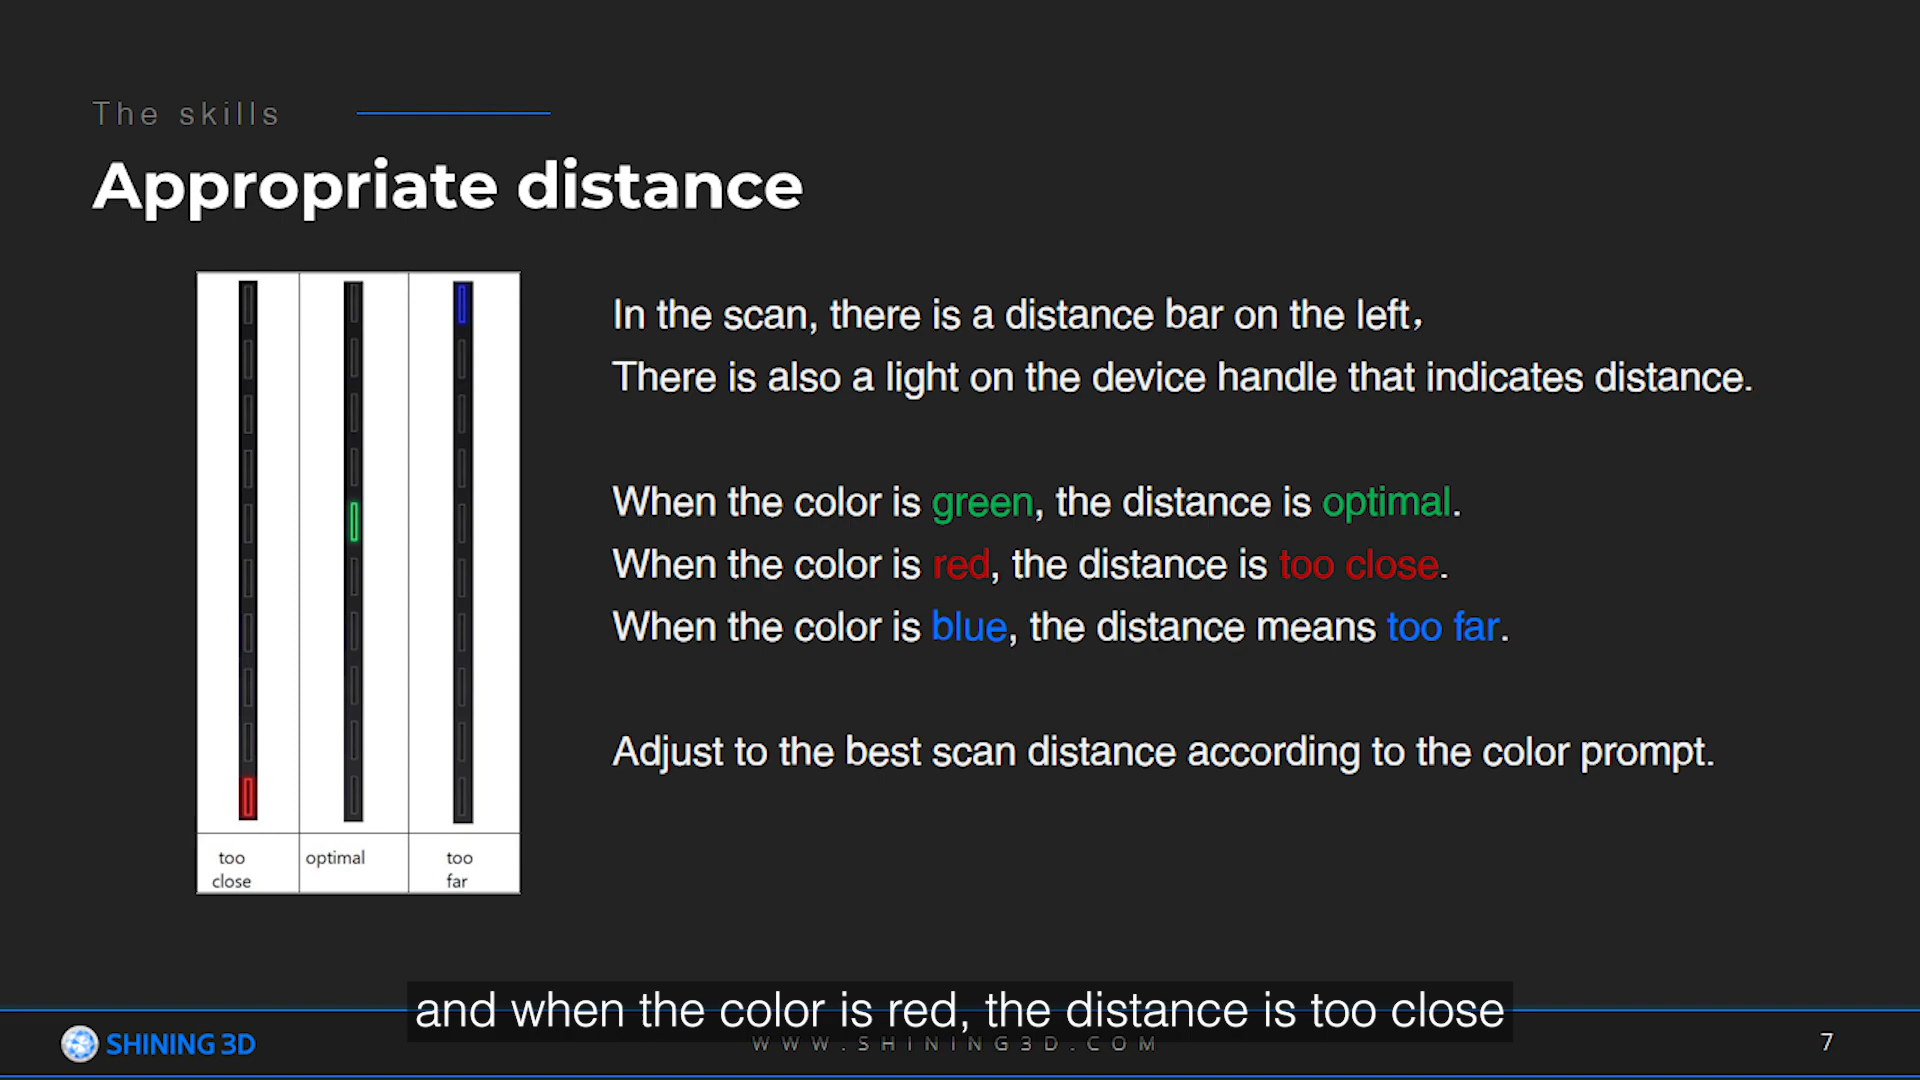 The skills
Appropriate distance
In the scan, there is a distance bar on the left，
There is also a light on the device handle that indicates distance.
When the color is green, the distance is optimal.
When the color is red, the distance is too close.
When the color is blue, the distance means too far.
Adjust to the best scan distance according to the color prompt.
too
close
optimal
too
far
and when the color is red, the distance is too close
SHINING 3D
WWW.SHINING3D.COM
7